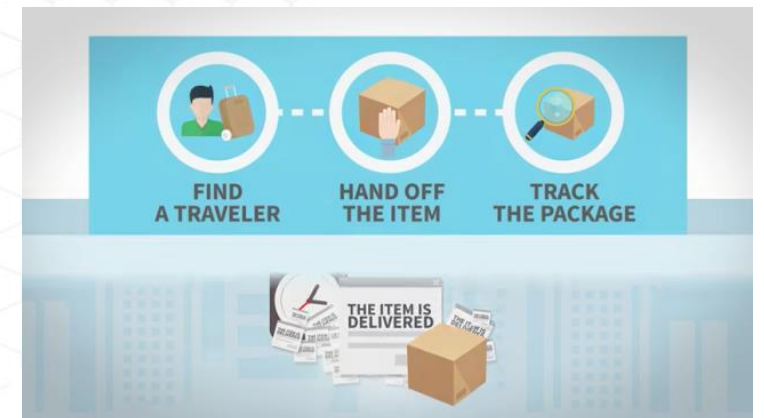 FIND
A TRAVELER
HAND OFF
THE ITEM
TRACK
THE PACKAGE
THE ITEM IS
DELIVERED